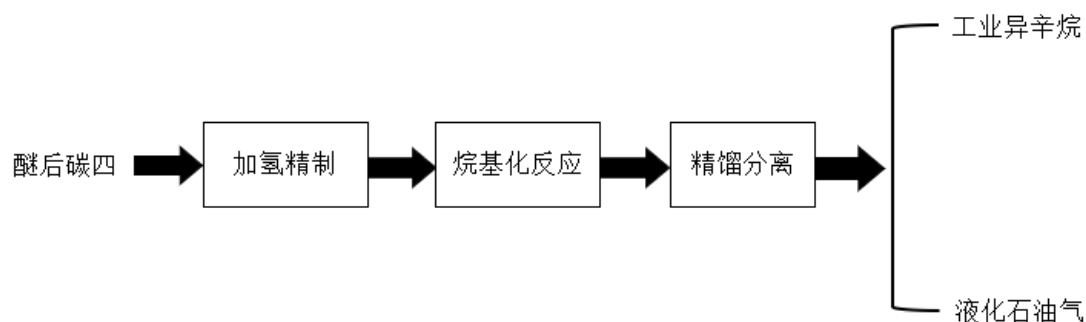 工业异辛烷
醚后碳四
加氢精制
烷基化反应
精馏分离
液化石油气